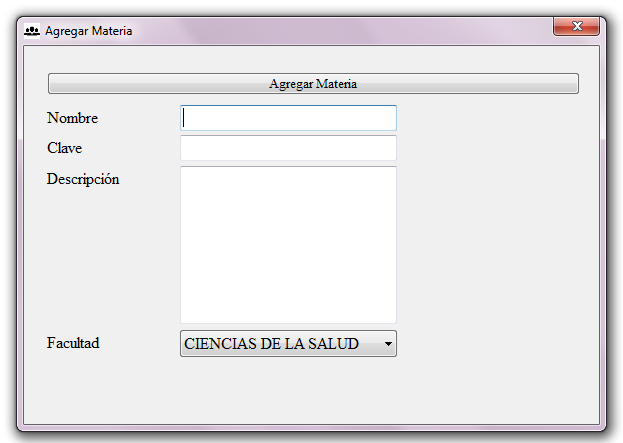 Agregar Materia
Agregar Materia
Nombre
Clave
Descripción
Facultad
CIENCIAS DE LA SALUD